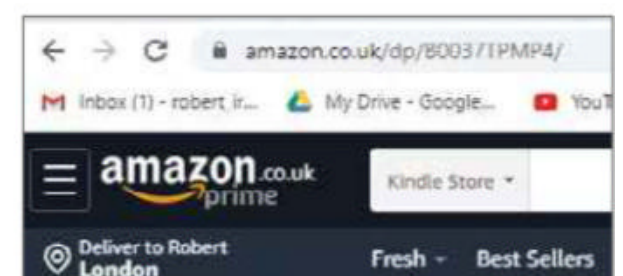 amazon.co.uk/dp/B0037TPMP4/
Inbox (1) - robert.ir... My Drive - Google... YouT
amazon.co.uk Kindle Store
prime
Deliver to Robert Fresh Best Sellers
London